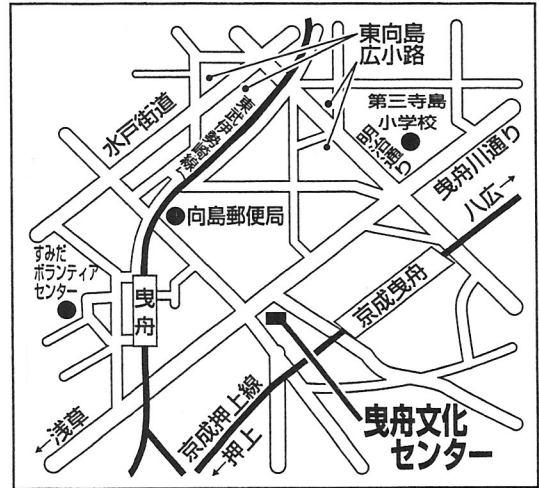 東向島
広小路
第三寺島
小学校
水戸街道
東武伊勢崎線
明治通り
曳舟川通り
八広→
向島郵便局
すみだ
ボランティア
センター
曳舟
京成曳舟
←浅草
京成押上線
←押上
曳舟文化
センター